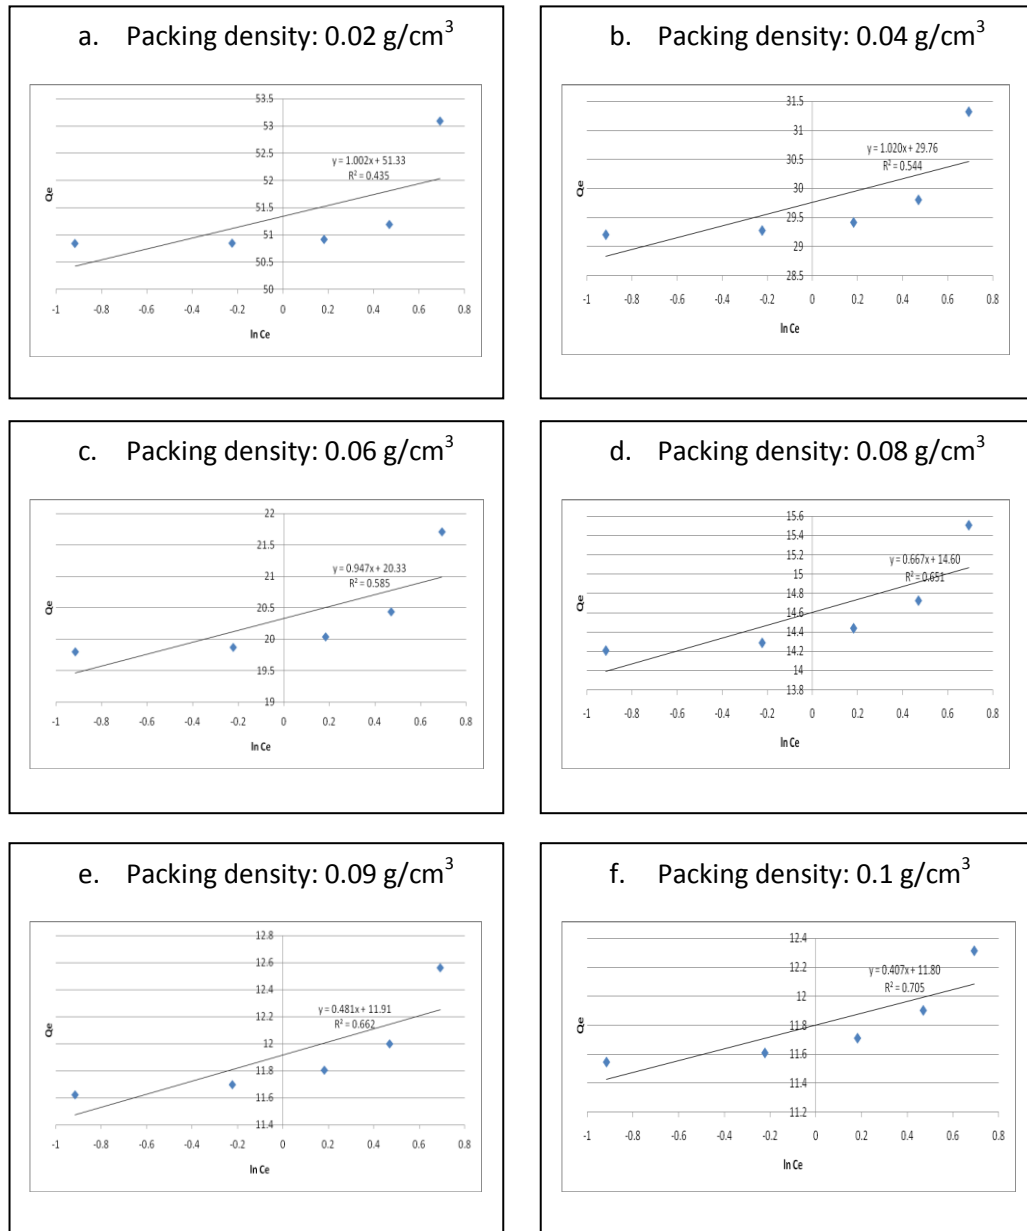 a. Packing density: 0.02 g/cm³
53.5
53
52.5
52
51.5
51
50.5
50
y = 1.002x + 51.33
R² = 0.435
Qe
-1 -0.8 -0.6 -0.4 -0.2 0 0.2 0.4 0.6 0.8
ln Ce
b. Packing density: 0.04 g/cm³
31.5
31
30.5
30
29.5
29
28.5
y = 1.020x + 29.76
R² = 0.544
Qe
-1 -0.8 -0.6 -0.4 -0.2 0 0.2 0.4 0.6 0.8
ln Ce
c. Packing density: 0.06 g/cm³
22
21.5
21
20.5
20
19.5
19
y = 0.947x + 20.33
R² = 0.585
Qe
-1 -0.8 -0.6 -0.4 -0.2 0 0.2 0.4 0.6 0.8
ln Ce
d. Packing density: 0.08 g/cm³
15.6
15.4
15.2
15
14.8
14.6
14.4
14.2
14
13.8
y = 0.667x + 14.60
R² = 0.651
Qe
-1 -0.8 -0.6 -0.4 -0.2 0 0.2 0.4 0.6 0.8
ln Ce
e. Packing density: 0.09 g/cm³
12.8
12.6
12.4
12.2
12
11.8
11.6
11.4
y = 0.481x + 11.91
R² = 0.662
Qe
-1 -0.8 -0.6 -0.4 -0.2 0 0.2 0.4 0.6 0.8
ln Ce
f. Packing density: 0.1 g/cm³
12.4
12.2
12
11.8
11.6
11.4
11.2
y = 0.407x + 11.80
R² = 0.705
Qe
-1 -0.8 -0.6 -0.4 -0.2 0 0.2 0.4 0.6 0.8
ln Ce